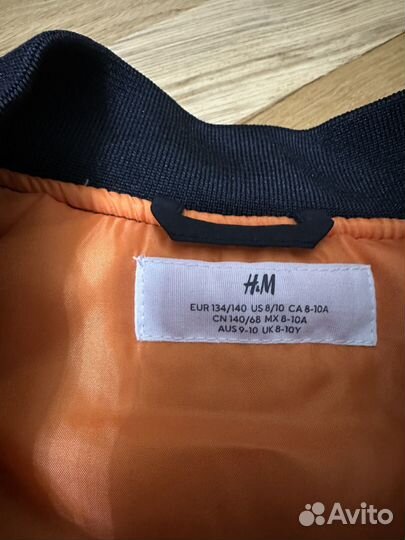 H&M
EUR 134/140 US 8/10 CA 8-10A
CN 140/68 MX 8-10A
AUS 9-10 UK 8-10Y
Avito